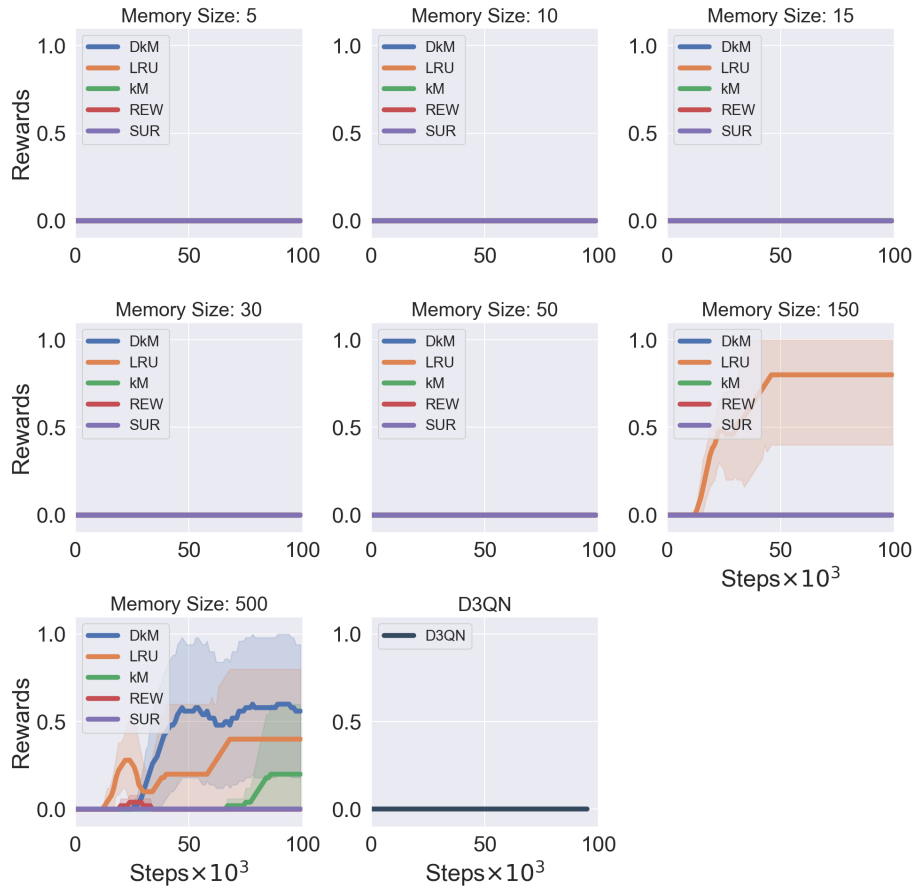 Memory Size: 5
Memory Size: 10
Memory Size: 15
1.0
DkM
LRU
kM
REW
SUR
0.5
0.0
Rewards
0
50
100
1.0
DkM
LRU
kM
REW
SUR
0.5
0.0
0
50
100
1.0
DkM
LRU
kM
REW
SUR
0.5
0.0
0
50
100
Memory Size: 30
Memory Size: 50
Memory Size: 150
1.0
DkM
LRU
kM
REW
SUR
0.5
0.0
Rewards
0
50
100
1.0
DkM
LRU
kM
REW
SUR
0.5
0.0
0
50
100
1.0
DkM
LRU
kM
REW
SUR
0.5
0.0
0
50
100
Steps×10³
Memory Size: 500
D3QN
1.0
DkM
LRU
kM
REW
SUR
0.5
0.0
Rewards
0
50
100
Steps×10³
1.0
D3QN
0.5
0.0
0
50
100
Steps×10³